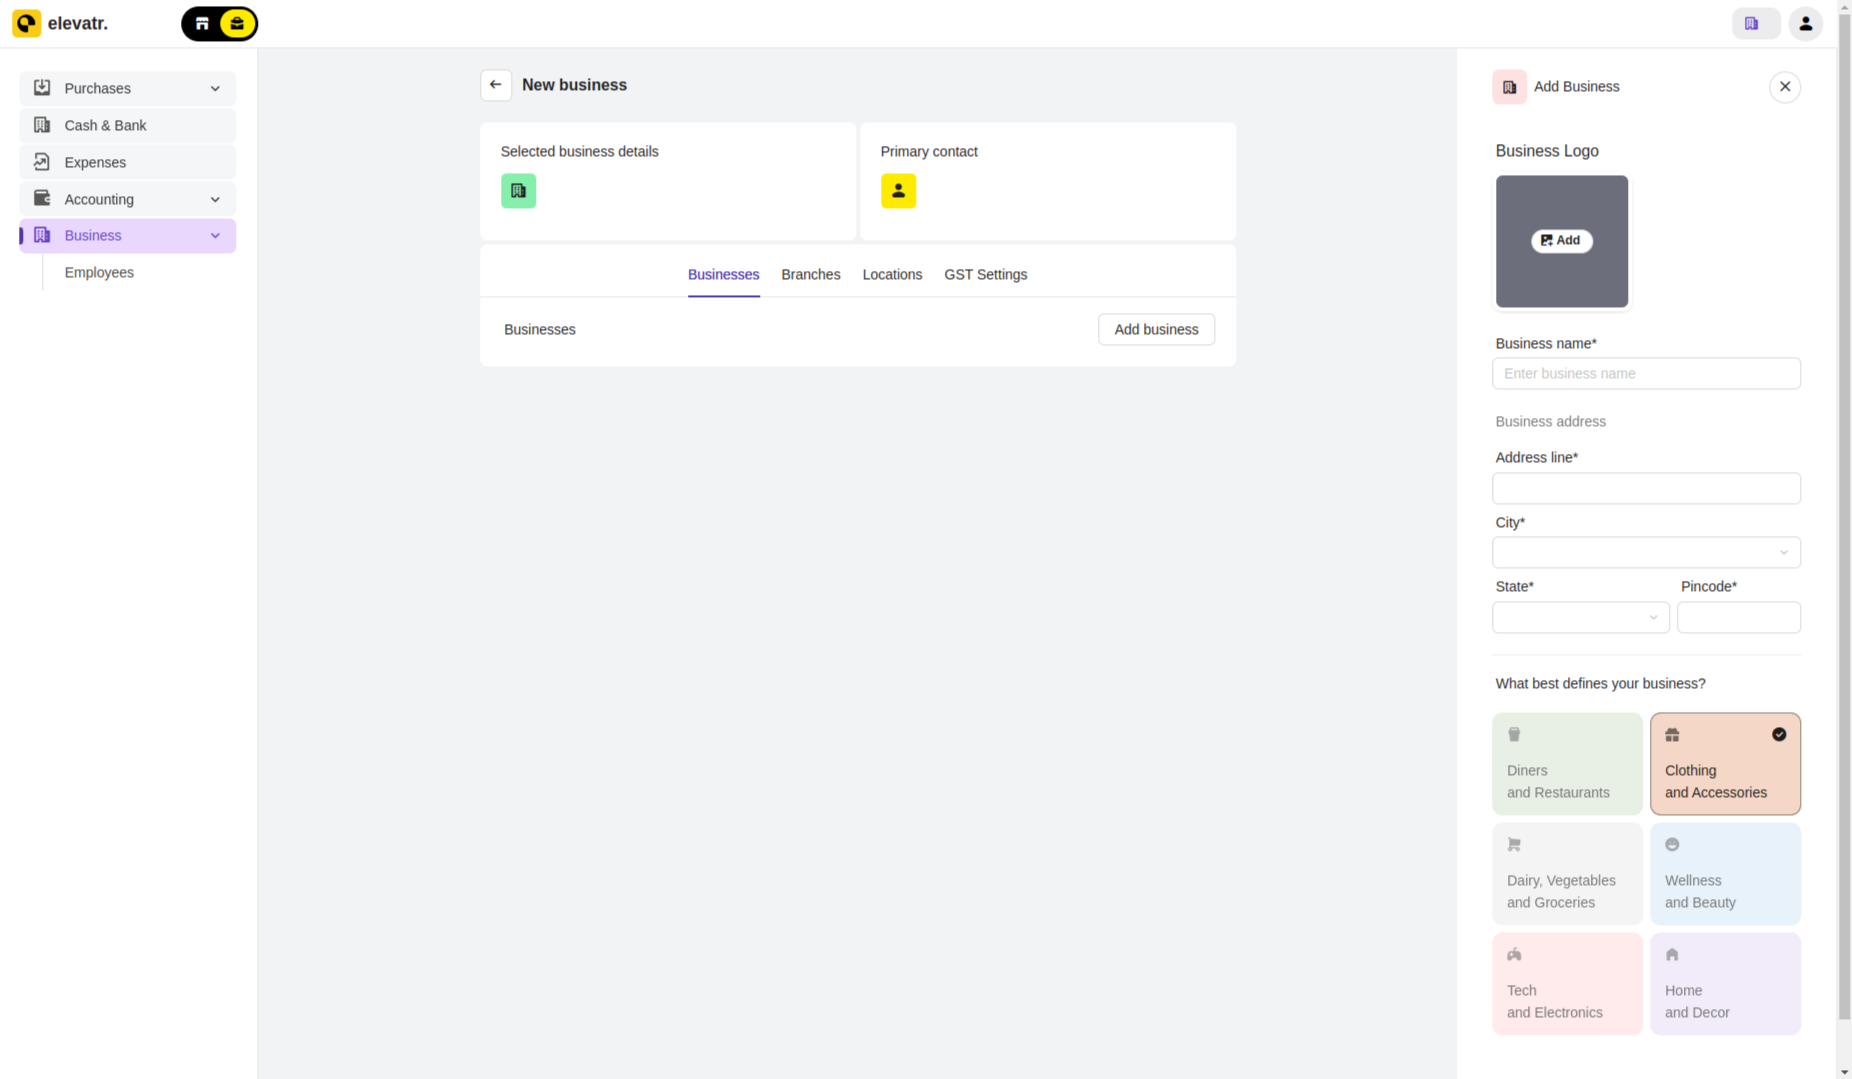 elevatr.
Purchases
Cash & Bank
Expenses
Accounting
Business
Employees
New business
Selected business details
Primary contact
Businesses
Branches
Locations
GST Settings
Businesses
Add business
Add Business
Business Logo
Add
Business name*
Enter business name
Business address
Address line*
City*
State*
Pincode*
What best defines your business?
Diners
and Restaurants
Clothing
and Accessories
Dairy, Vegetables
and Groceries
Wellness
and Beauty
Tech
and Electronics
Home
and Decor